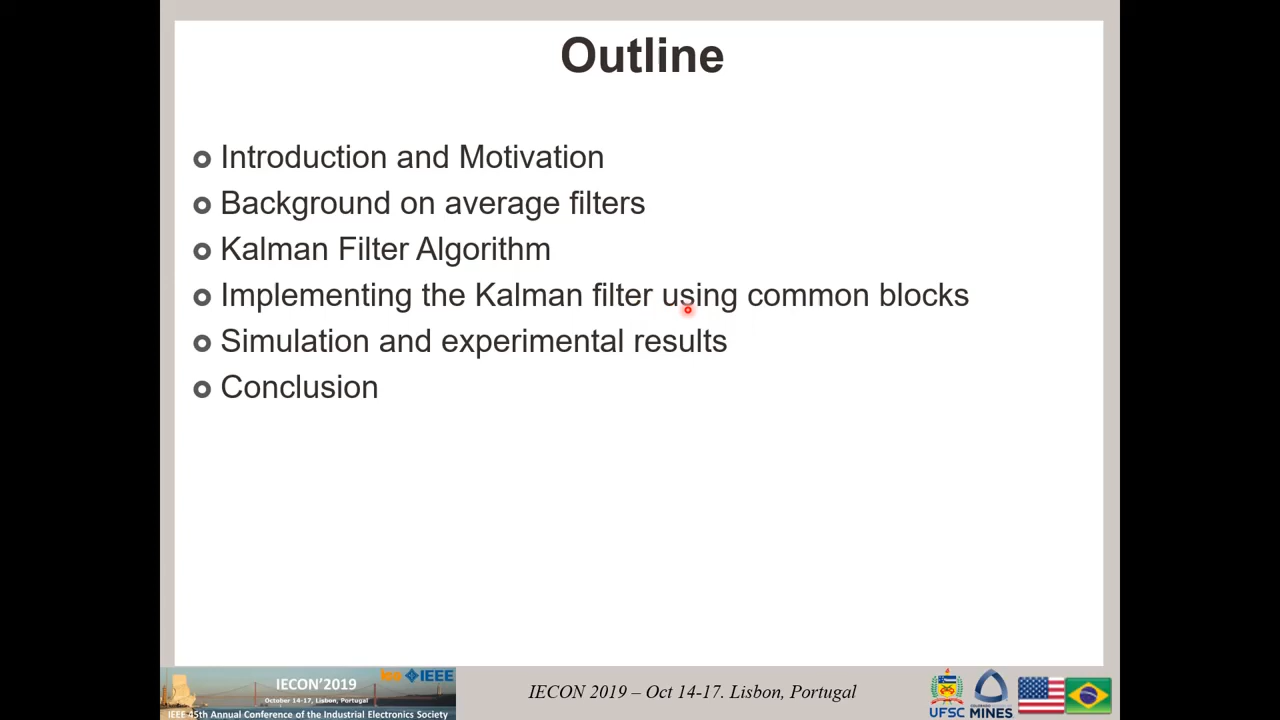 Outline
Introduction and Motivation
Background on average filters
Kalman Filter Algorithm
Implementing the Kalman filter using common blocks
Simulation and experimental results
Conclusion
ies IEEE
IECON'2019
October 14-17, Lisbon, Portugal
IEEE 45th Annual Conference of the Industrial Electronics Society
IECON 2019 – Oct 14-17. Lisbon, Portugal
UFSC
MINES